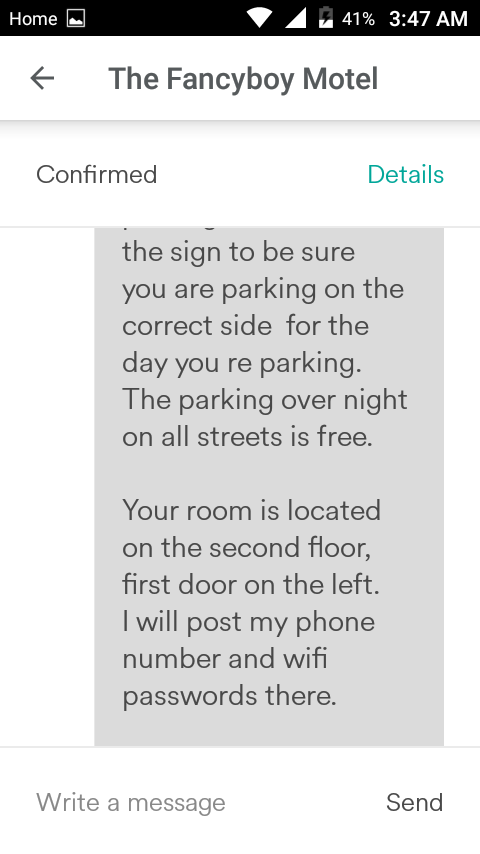 Home 41% 3:47 AM
The Fancyboy Motel
Confirmed Details
the sign to be sure
you are parking on the
correct side  for the
day you re parking.
The parking over night
on all streets is free.
Your room is located
on the second floor,
first door on the left.
I will post my phone
number and wifi
passwords there.
Write a message Send